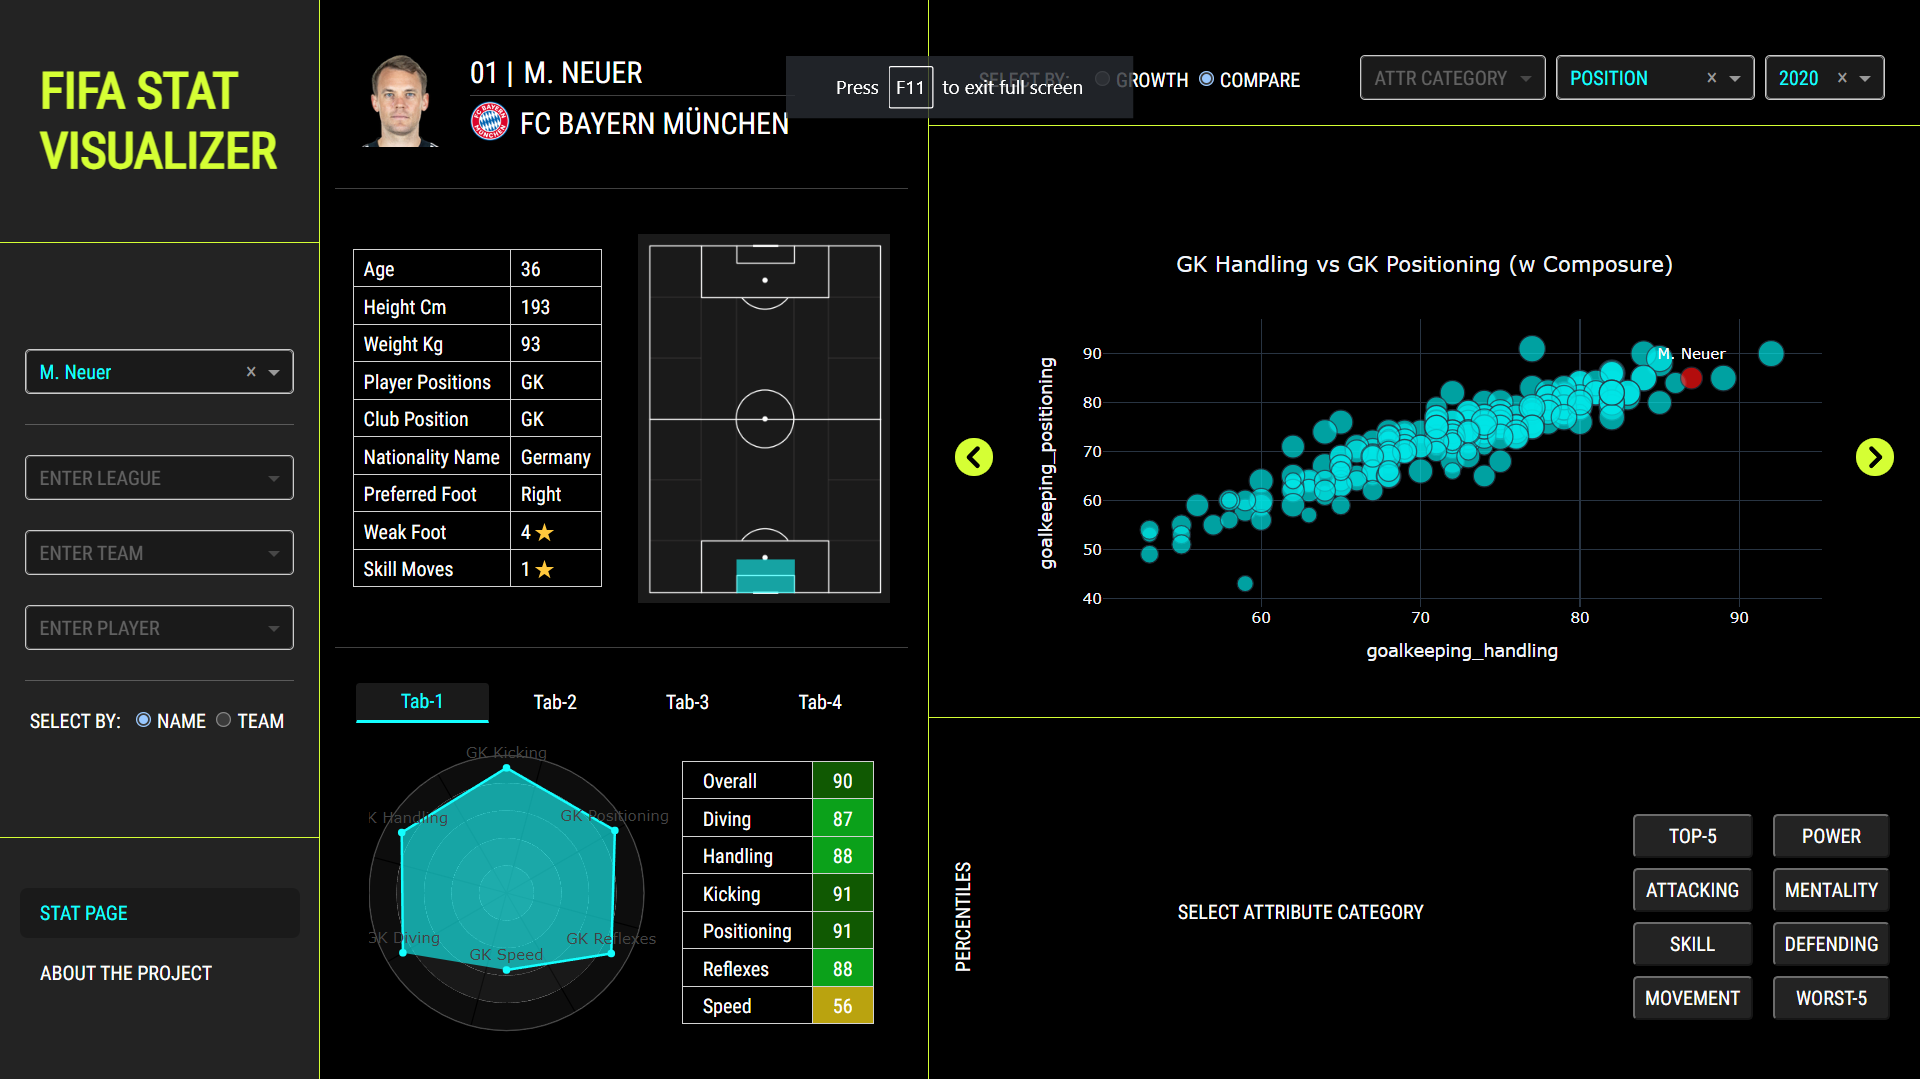 FIFA STAT
VISUALIZER
M. Neuer ×
ENTER LEAGUE
ENTER TEAM
ENTER PLAYER
SELECT BY: NAME TEAM
STAT PAGE
ABOUT THE PROJECT
01 | M. NEUER
FC BAYERN MÜNCHEN
Press F11 to exit full screen
SELECT BY: GROWTH COMPARE
ATTR CATEGORY
POSITION ×
2020 ×
Age 36
Height Cm 193
Weight Kg 93
Player Positions GK
Club Position GK
Nationality Name Germany
Preferred Foot Right
Weak Foot 4 ★
Skill Moves 1 ★
Tab-1 Tab-2 Tab-3 Tab-4
GK Kicking
K Handling
GK Positioning
GK Diving
GK Speed
GK Reflexes
Overall 90
Diving 87
Handling 88
Kicking 91
Positioning 91
Reflexes 88
Speed 56
GK Handling vs GK Positioning (w Composure)
goalkeeping_positioning
90
80
70
60
50
40
M. Neuer
60 70 80 90
goalkeeping_handling
PERCENTILES
SELECT ATTRIBUTE CATEGORY
TOP-5 POWER
ATTACKING MENTALITY
SKILL DEFENDING
MOVEMENT WORST-5